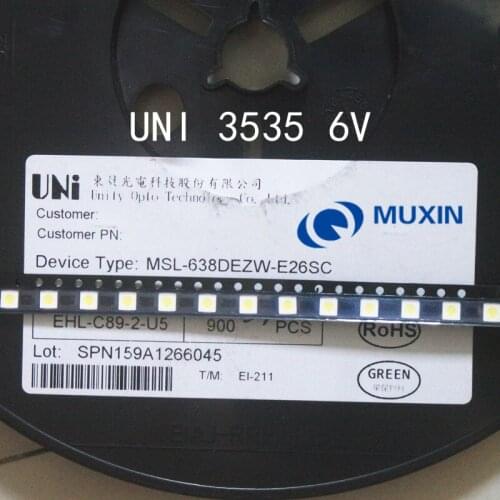 UNI 3535 6V
UNi 東貝光電科技股份有限公司
Unity Opto Technology Co. Ltd.
MUXIN
Customer:
Customer PN:
Device Type: MSL-638DEZW-E26SC
EHL-C89-2-U5 900 PCS
RoHS
Lot: SPN159A1266045
T/M: EI-211
GREEN